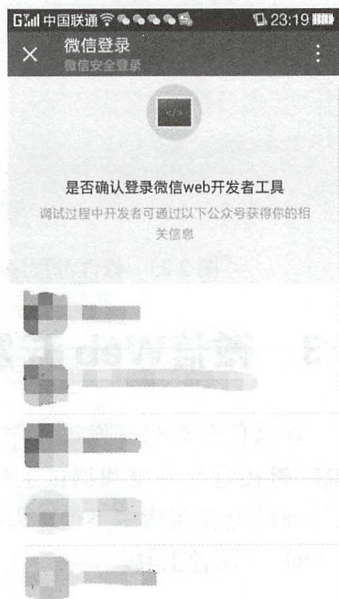 中国联通 23:19
微信登录
微信安全登录
</>
是否确认登录微信web开发者工具
调试过程中开发者可通过以下公众号获得你的相
关信息